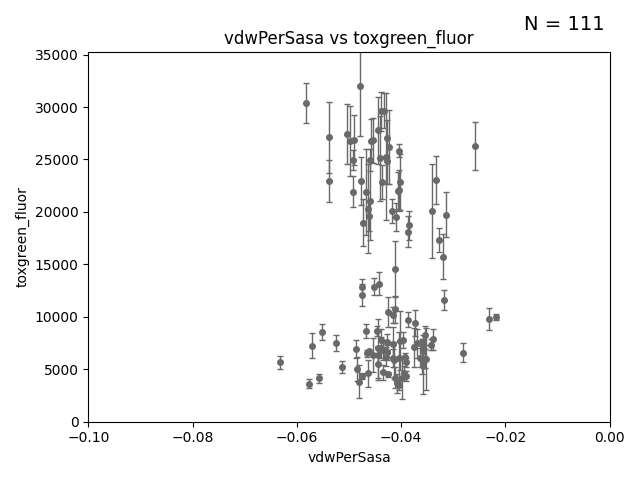 N = 111
vdwPerSasa vs toxgreen_fluor
toxgreen_fluor
35000
30000
25000
20000
15000
10000
5000
0
−0.10 −0.08 −0.06 −0.04 −0.02 0.00
vdwPerSasa